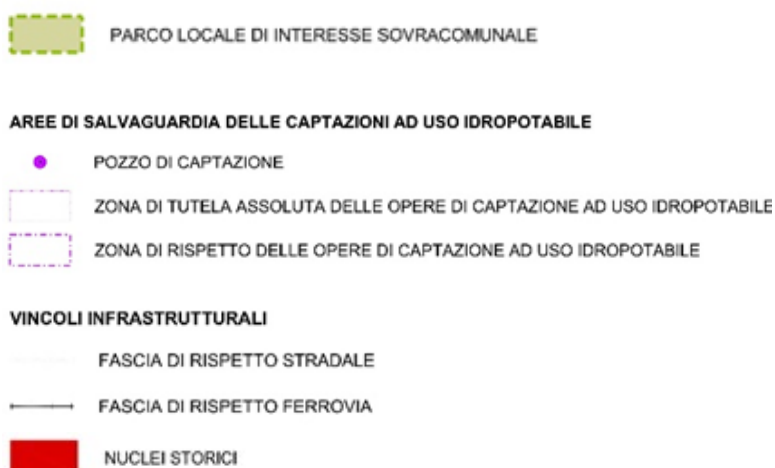 PARCO LOCALE DI INTERESSE SOVRACOMUNALE
AREE DI SALVAGUARDIA DELLE CAPTAZIONI AD USO IDROPOTABILE
POZZO DI CAPTAZIONE
ZONA DI TUTELA ASSOLUTA DELLE OPERE DI CAPTAZIONE AD USO IDROPOTABILE
ZONA DI RISPETTO DELLE OPERE DI CAPTAZIONE AD USO IDROPOTABILE
VINCOLI INFRASTRUTTURALI
FASCIA DI RISPETTO STRADALE
FASCIA DI RISPETTO FERROVIA
NUCLEI STORICI